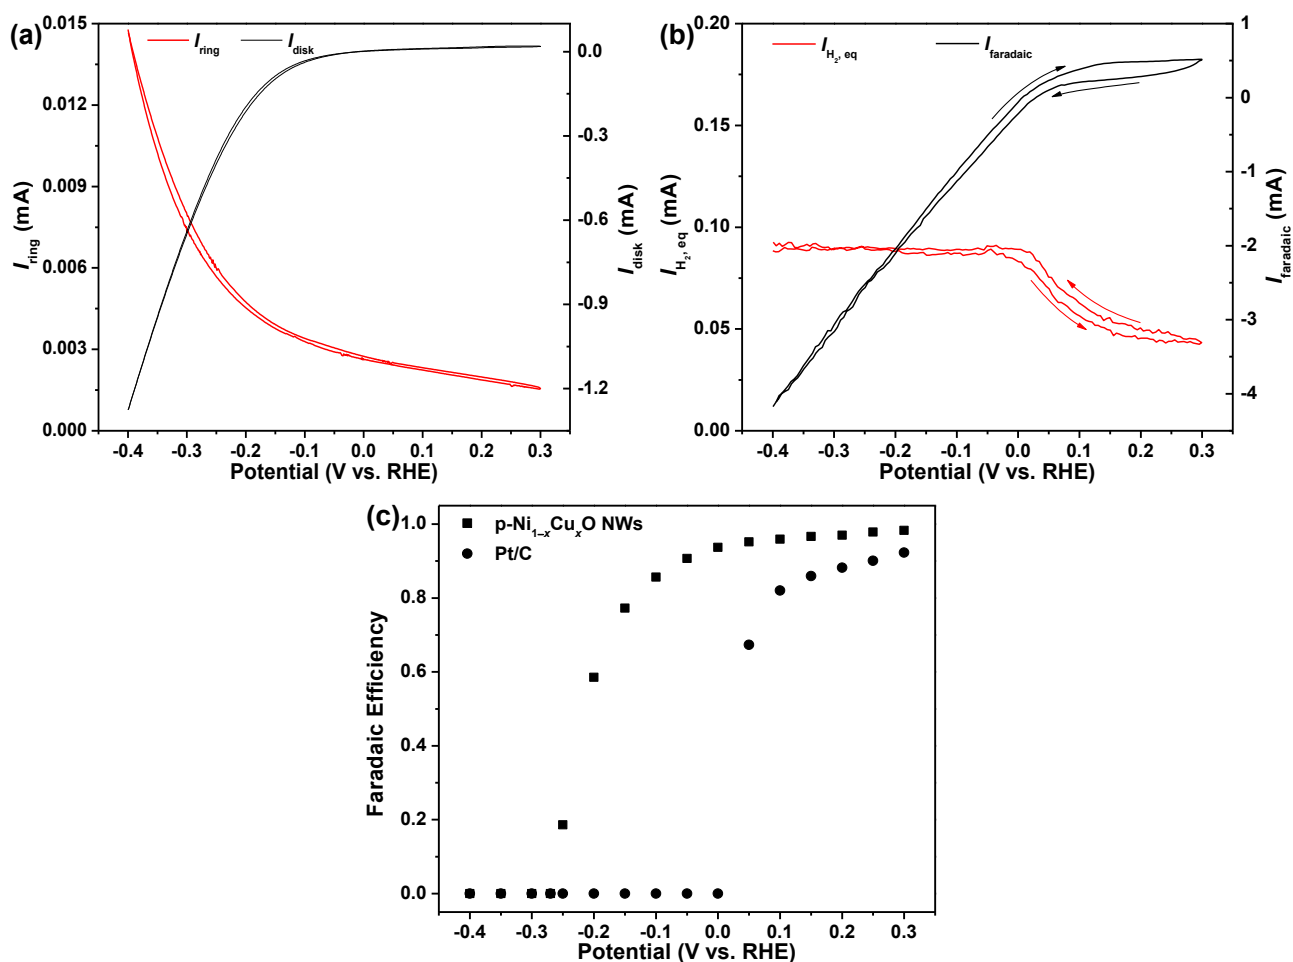 (a)
I_ring
I_disk
0.015
0.012
0.009
0.006
0.003
0.000
I_ring (mA)
0.0
-0.3
-0.6
-0.9
-1.2
I_disk (mA)
-0.4 -0.3 -0.2 -0.1 0.0 0.1 0.2 0.3
Potential (V vs. RHE)
(b)
I_H₂, eq
I_faradaic
0.20
0.15
0.10
0.05
0.00
I_H₂, eq (mA)
1
0
-1
-2
-3
-4
I_faradaic (mA)
-0.4 -0.3 -0.2 -0.1 0.0 0.1 0.2 0.3
Potential (V vs. RHE)
(c)
p-Ni₁₋ₓCuₓO NWs
Pt/C
1.0
0.8
0.6
0.4
0.2
0.0
Faradaic Efficiency
-0.4 -0.3 -0.2 -0.1 0.0 0.1 0.2 0.3
Potential (V vs. RHE)